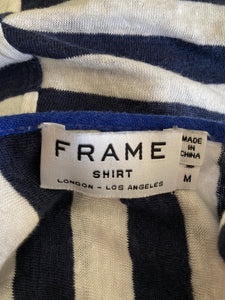 FRAME
SHIRT
LONDON - LOS ANGELES
MADE
IN
CHINA
M